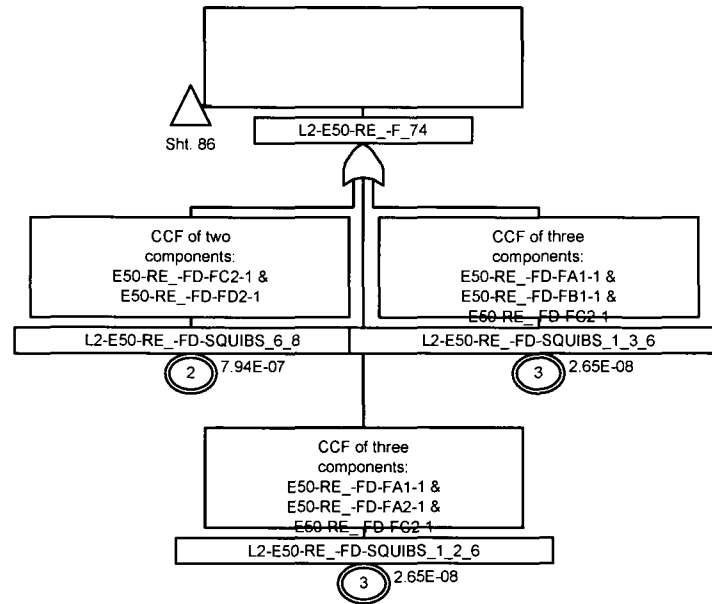 L2-E50-RE_-F_74
Sht. 86
CCF of two
components:
E50-RE_-FD-FC2-1 &
E50-RE_-FD-FD2-1
L2-E50-RE_-FD-SQUIBS_6_8
2
7.94E-07
CCF of three
components:
E50-RE_-FD-FA1-1 &
E50-RE_-FD-FB1-1 &
E50-RE_-FD-FC2-1
L2-E50-RE_-FD-SQUIBS_1_3_6
3
2.65E-08
CCF of three
components:
E50-RE_-FD-FA1-1 &
E50-RE_-FD-FA2-1 &
E50-RE_-FD-FC2-1
L2-E50-RE_-FD-SQUIBS_1_2_6
3
2.65E-08